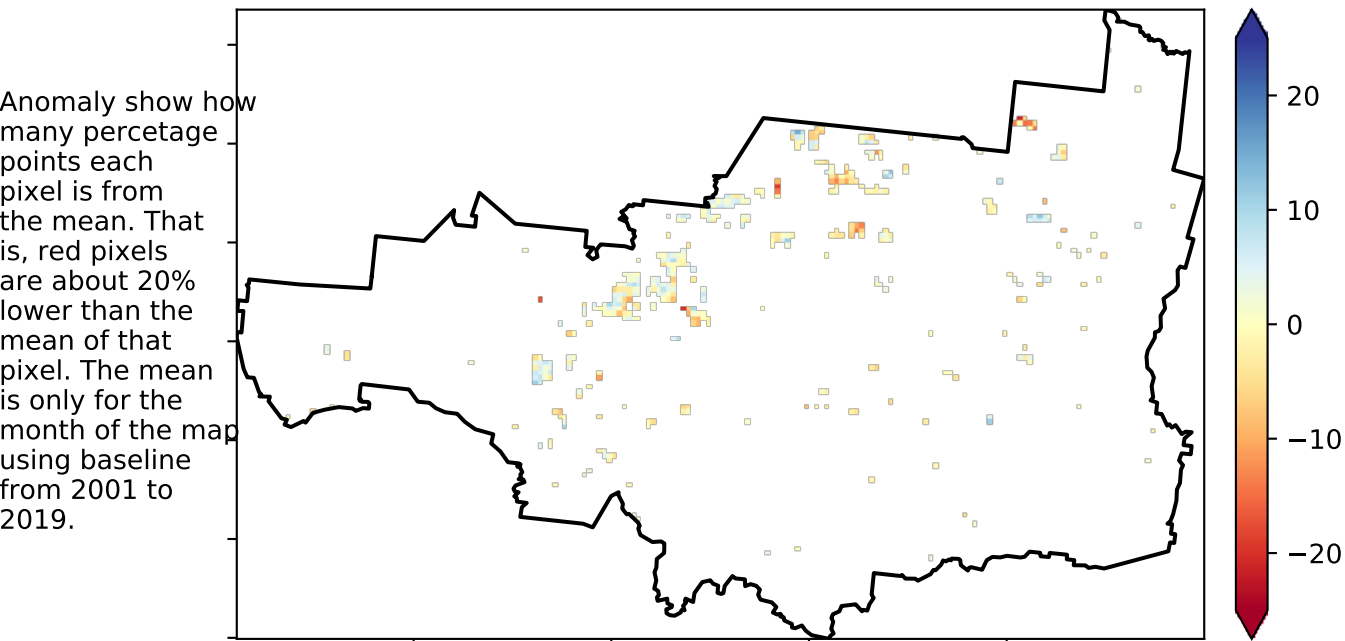 Anomaly show how
many percetage
points each
pixel is from
the mean. That
is, red pixels
are about 20%
lower than the
mean of that
pixel. The mean
is only for the
month of the map
using baseline
from 2001 to
2019.
20
10
0
−10
−20